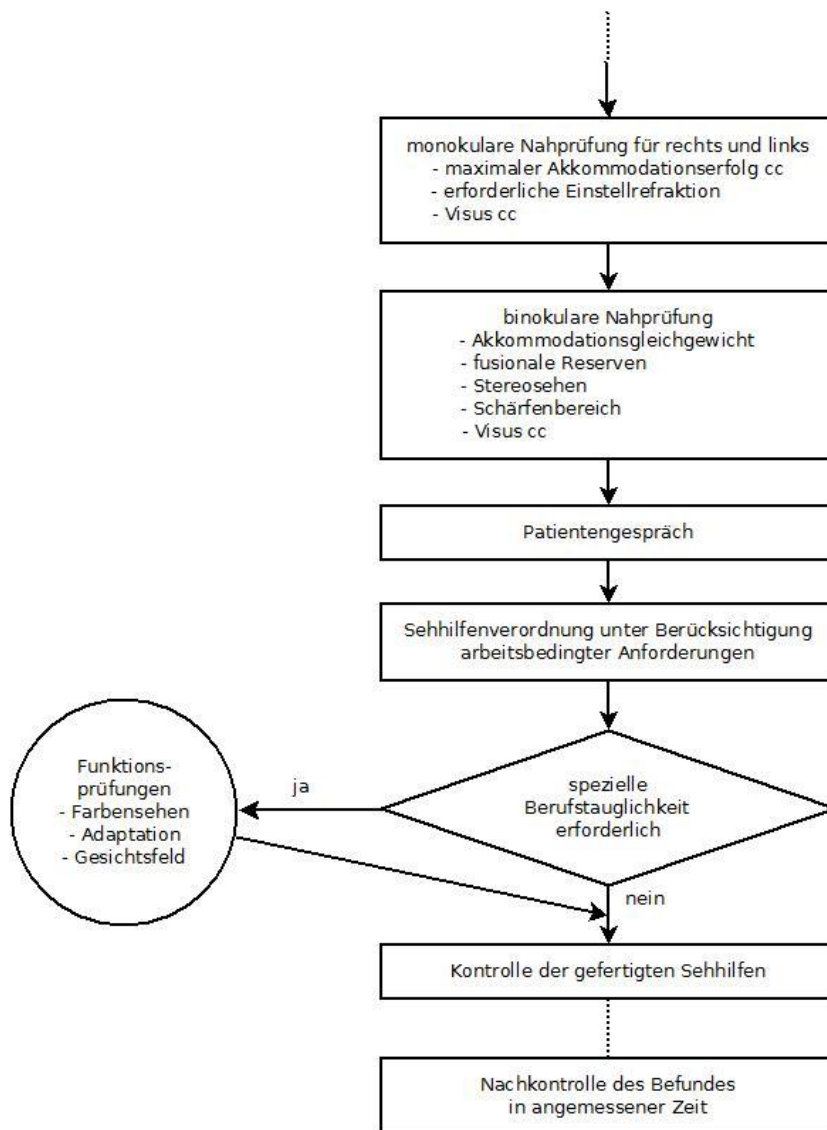 monokulare Nahprüfung für rechts und links
- maximaler Akkommodationserfolg cc
- erforderliche Einstellrefraktion
- Visus cc
binokulare Nahprüfung
- Akkommodationsgleichgewicht
- fusionale Reserven
- Stereosehen
- Schärfenbereich
- Visus cc
Patientengespräch
Sehhilfenverordnung unter Berücksichtigung
arbeitsbedingter Anforderungen
spezielle
Berufstauglichkeit
erforderlich
ja
Funktions-
prüfungen
- Farbensehen
- Adaptation
- Gesichtsfeld
nein
Kontrolle der gefertigten Sehhilfen
Nachkontrolle des Befundes
in angemessener Zeit